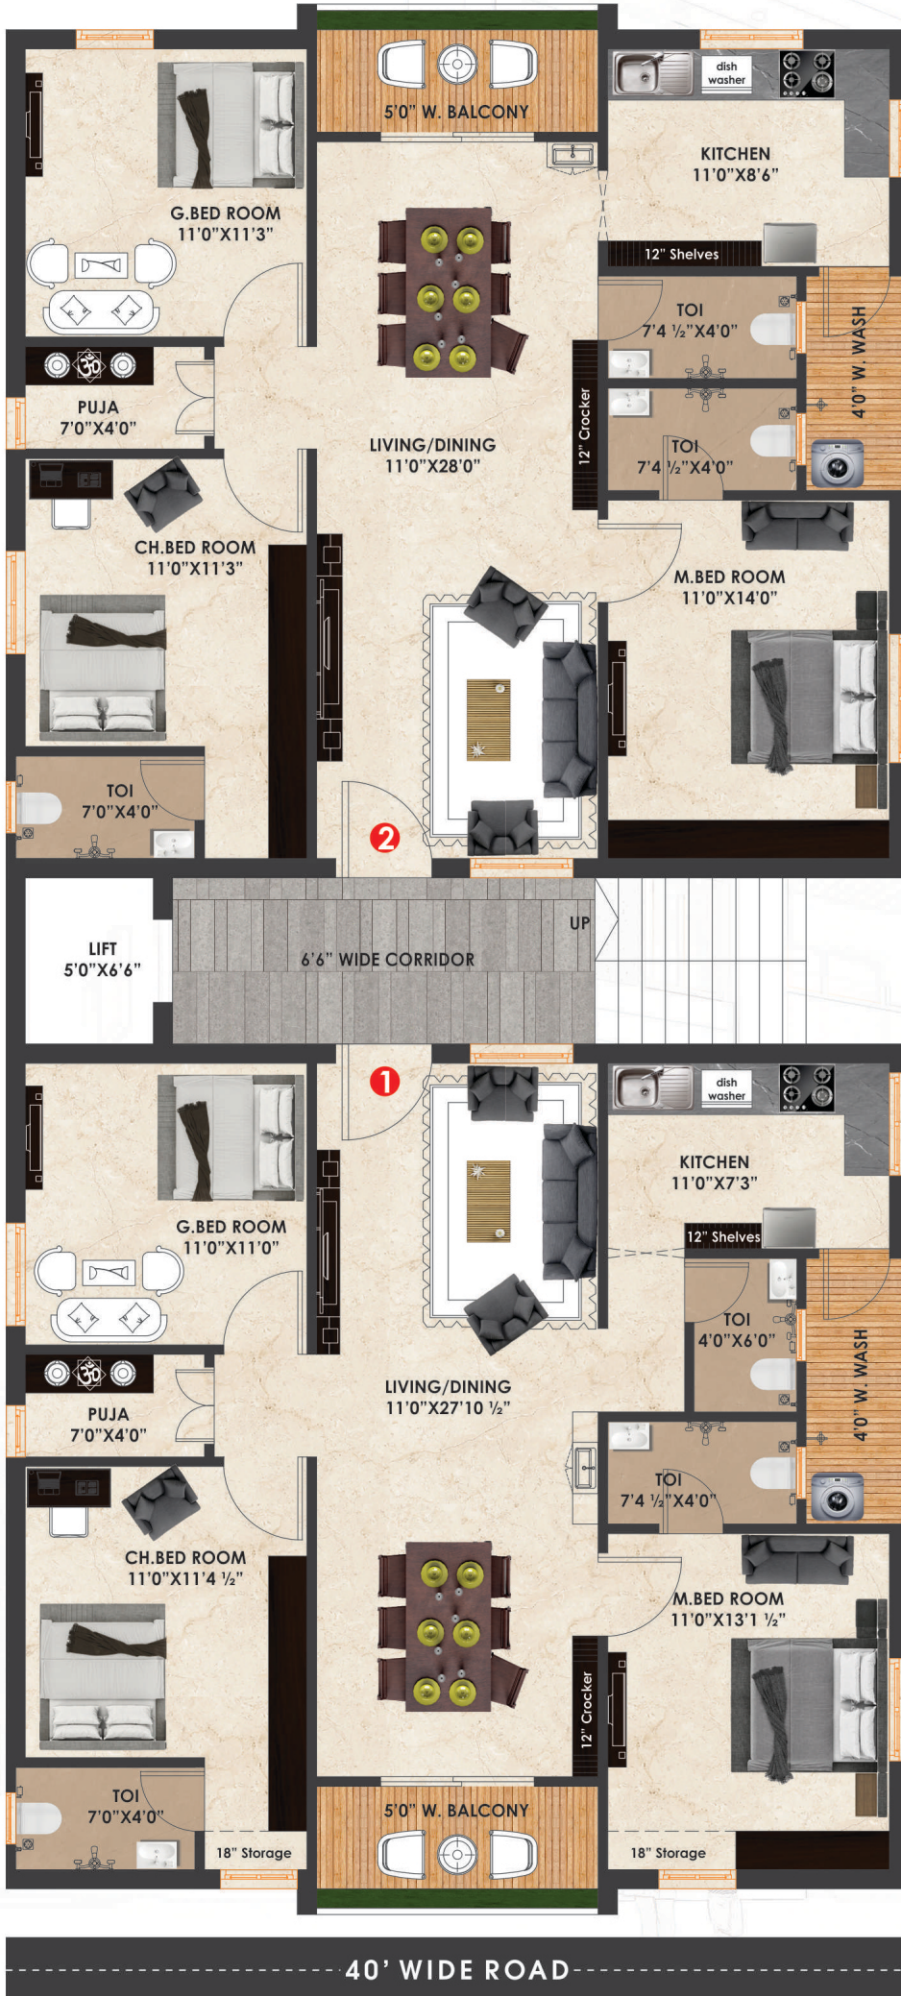 5'0" W. BALCONY
dish
washer
KITCHEN
11'0"X8'6"
G.BED ROOM
11'0"X11'3"
12" Shelves
TOI
7'4 ½"X4'0"
4'0" W. WASH
ॐ
PUJA
7'0"X4'0"
12" Crocker
LIVING/DINING
11'0"X28'0"
TOI
7'4 ½"X4'0"
CH.BED ROOM
11'0"X11'3"
M.BED ROOM
11'0"X14'0"
TOI
7'0"X4'0"
2
UP
LIFT
5'0"X6'6"
6'6" WIDE CORRIDOR
1
dish
washer
KITCHEN
11'0"X7'3"
G.BED ROOM
11'0"X11'0"
12" Shelves
TOI
4'0"X6'0"
4'0" W. WASH
ॐ
LIVING/DINING
11'0"X27'10 ½"
PUJA
7'0"X4'0"
TOI
7'4 ½"X4'0"
CH.BED ROOM
11'0"X11'4 ½"
M.BED ROOM
11'0"X13'1 ½"
12" Crocker
TOI
7'0"X4'0"
5'0" W. BALCONY
18" Storage
18" Storage
40' WIDE ROAD